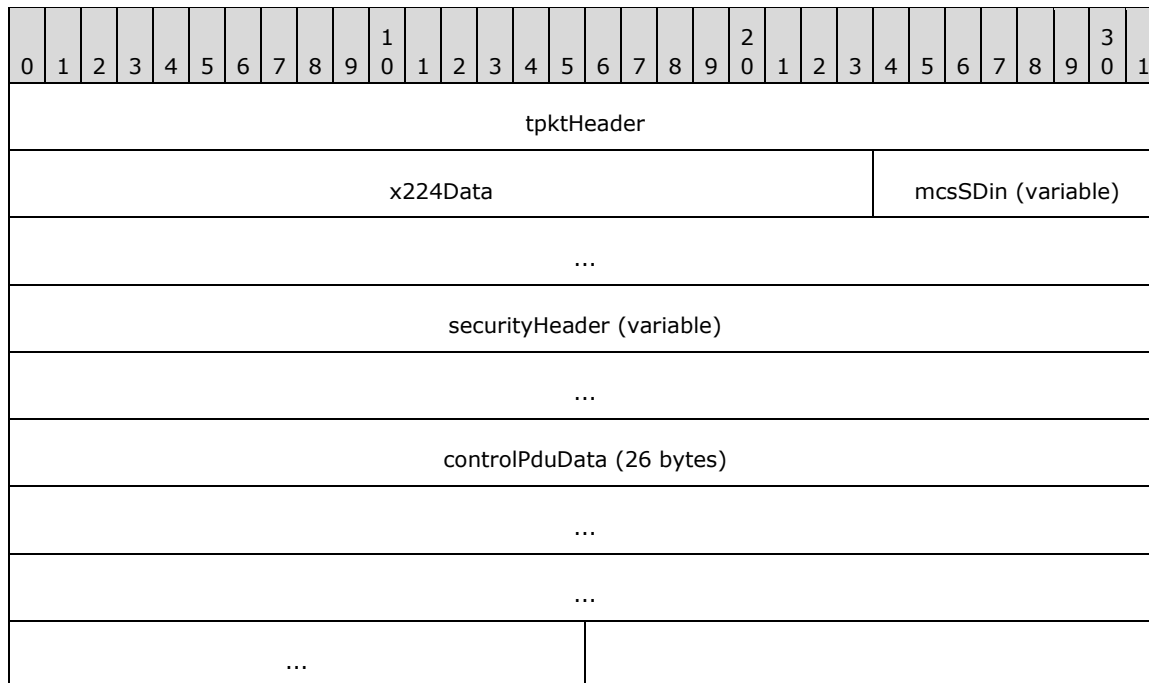 1 2 3
0 1 2 3 4 5 6 7 8 9 0 1 2 3 4 5 6 7 8 9 0 1 2 3 4 5 6 7 8 9 0 1
tpktHeader
x224Data mcsSDin (variable)
...
securityHeader (variable)
...
controlPduData (26 bytes)
...
...
...